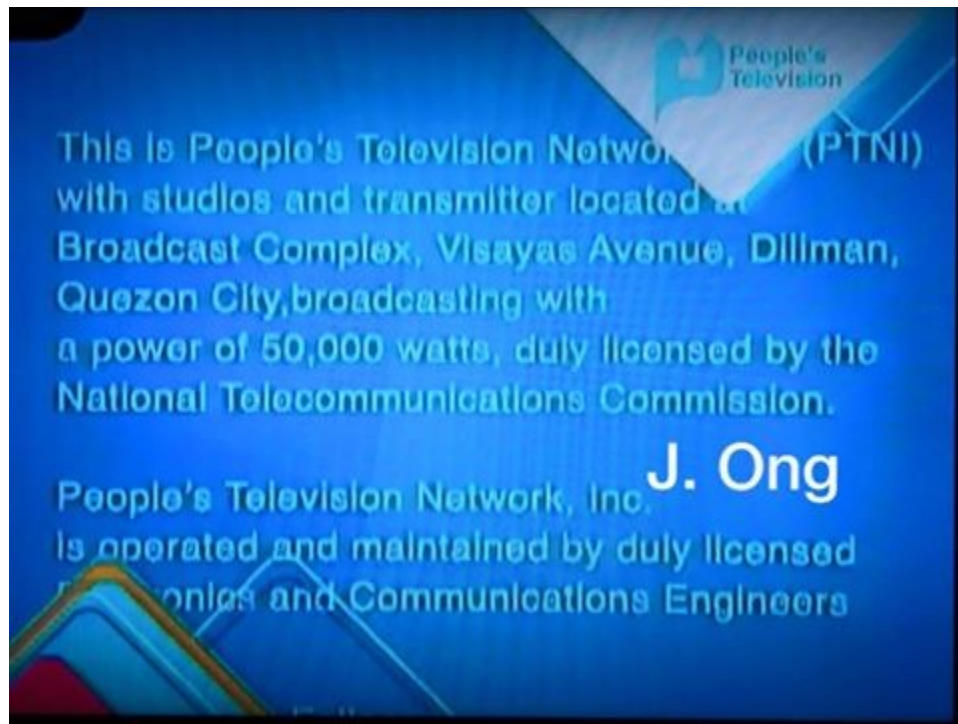 People's
Television
This is People's Television (PTNI)
with studios and transmitter located at
Broadcast Complex, Visayas Avenue, Diliman,
Quezon City,broadcasting with
a power of 50,000 watts, duly licensed by the
National Telecommunications Commission.
J. Ong
People's Television Network, Inc.
is operated and maintained by duly licensed
and Communications Engineers